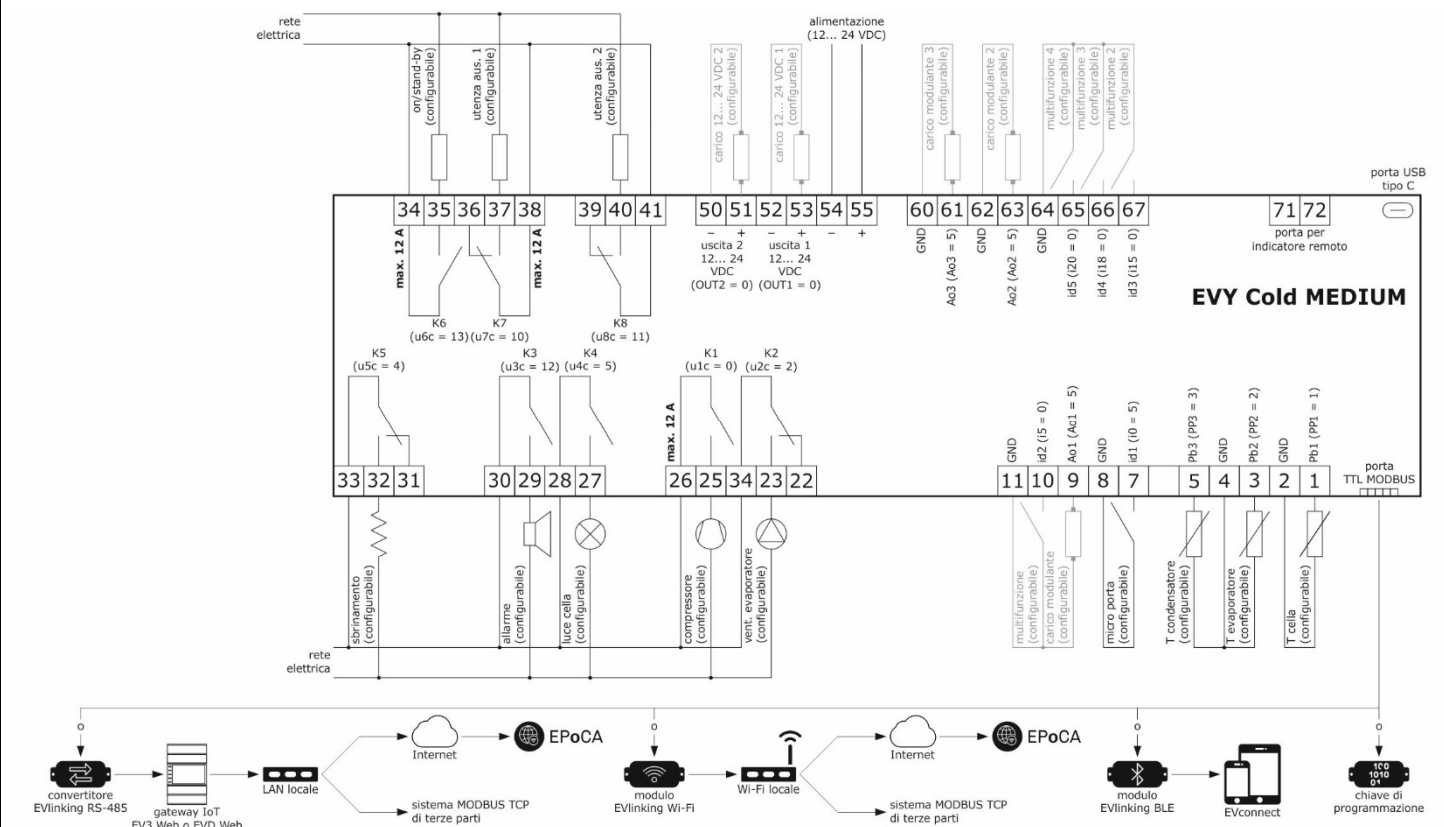 rete
elettrica
on/stand-by
(configurabile)
utenza aus. 1
(configurabile)
utenza aus. 2
(configurabile)
carico 12... 24 VDC 2
(configurabile)
carico 12... 24 VDC 1
(configurabile)
alimentazione
(12... 24 VDC)
carico modulante 3
(configurabile)
carico modulante 2
(configurabile)
multifunzione 4
(configurabile)
multifunzione 3
(configurabile)
multifunzione 2
(configurabile)
porta USB
tipo C
34 35 36 37 38 39 40 41 50 51 52 53 54 55 60 61 62 63 64 65 66 67 71 72
max. 12 A
max. 12 A
K6
(u6c = 13)
K7
(u7c = 10)
K8
(u8c = 11)
– + – + – +
uscita 2
12... 24
VDC
(OUT2 = 0)
uscita 1
12... 24
VDC
(OUT1 = 0)
GND
Ao3 (Ao3 = 5)
GND
Ao2 (Ao2 = 5)
GND
id5 (i20 = 0)
id4 (i18 = 0)
id3 (i15 = 0)
porta per
indicatore remoto
EVY Cold MEDIUM
K5
(u5c = 4)
K3
(u3c = 12)
K4
(u4c = 5)
K1
(u1c = 0)
K2
(u2c = 2)
max. 12 A
GND
id2 (i5 = 0)
Ao1 (Ao1 = 5)
GND
id1 (i0 = 5)
Pb3 (PP3 = 3)
GND
Pb2 (PP2 = 2)
GND
Pb1 (PP1 = 1)
porta
TTL MODBUS
33 32 31 30 29 28 27 26 25 34 23 22 11 10 9 8 7 5 4 3 2 1
sbrinamento
(configurabile)
allarme
(configurabile)
luce cella
(configurabile)
compressore
(configurabile)
vent. evaporatore
(configurabile)
multifunzione
(configurabile)
carico modulante
(configurabile)
micro porta
(configurabile)
T condensatore
(configurabile)
T evaporatore
(configurabile)
T cella
(configurabile)
rete
elettrica
o
o
o
o
convertitore
EVlinking RS-485
gateway IoT
EV3 Web o EVD Web
LAN locale
Internet
EPoCA
sistema MODBUS TCP
di terze parti
modulo
EVlinking Wi-Fi
Wi-Fi locale
Internet
EPoCA
sistema MODBUS TCP
di terze parti
modulo
EVlinking BLE
EVconnect
100
1010
01
chiave di
programmazione